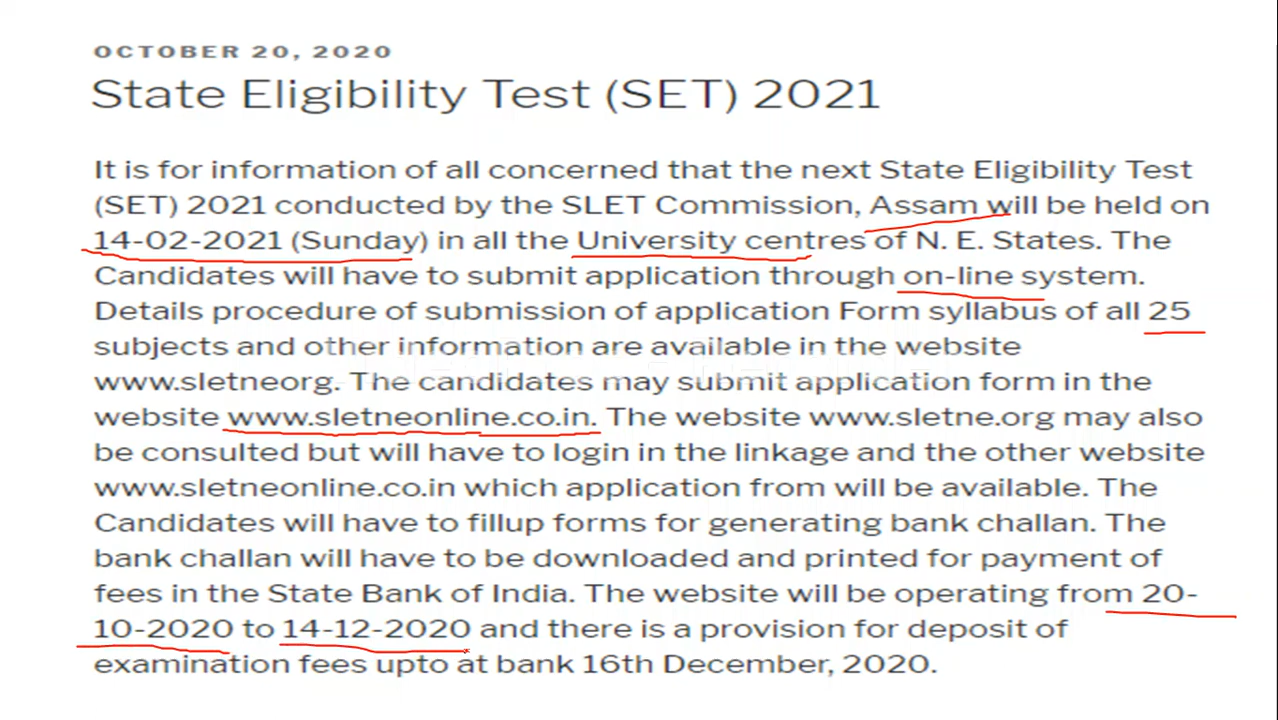 OCTOBER 20, 2020
State Eligibility Test (SET) 2021
It is for information of all concerned that the next State Eligibility Test
(SET) 2021 conducted by the SLET Commission, Assam will be held on
14-02-2021 (Sunday) in all the University centres of N. E. States. The
Candidates will have to submit application through on-line system.
Details procedure of submission of application Form syllabus of all 25
subjects and other information are available in the website
www.sletneorg. The candidates may submit application form in the
website www.sletneonline.co.in. The website www.sletne.org may also
be consulted but will have to login in the linkage and the other website
www.sletneonline.co.in which application from will be available. The
Candidates will have to fillup forms for generating bank challan. The
bank challan will have to be downloaded and printed for payment of
fees in the State Bank of India. The website will be operating from 20-
10-2020 to 14-12-2020 and there is a provision for deposit of
examination fees upto at bank 16th December, 2020.